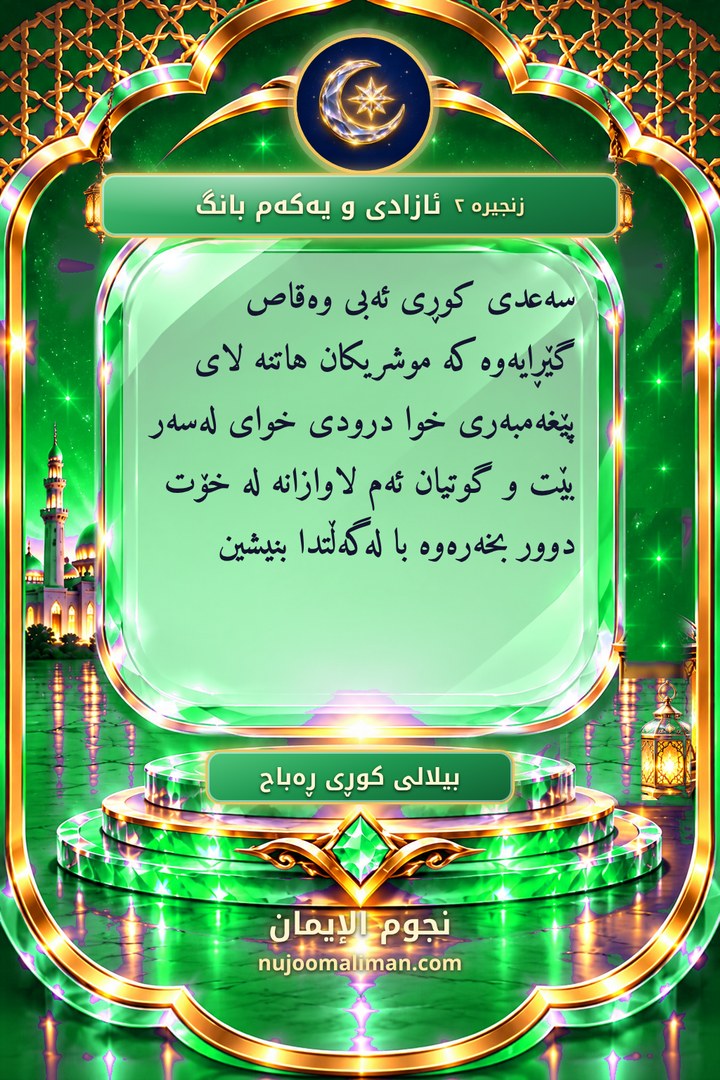 زنجیرە ٢ ئازادی و یەکەم بانگ
سەعدی کوڕی ئەبی وەقاص
گێڕایەوە کە موشریکان هاتنە لای
پێغەمبەری خوا درودی خوای لەسەر
بێت و گوتیان ئەم لاوازانە لە خۆت
دوور بخەرەوە با لەگەڵتدا بنیشین
بیلالی کوڕی ڕەباح
نجوم الإيمان
nujoomaliman.com